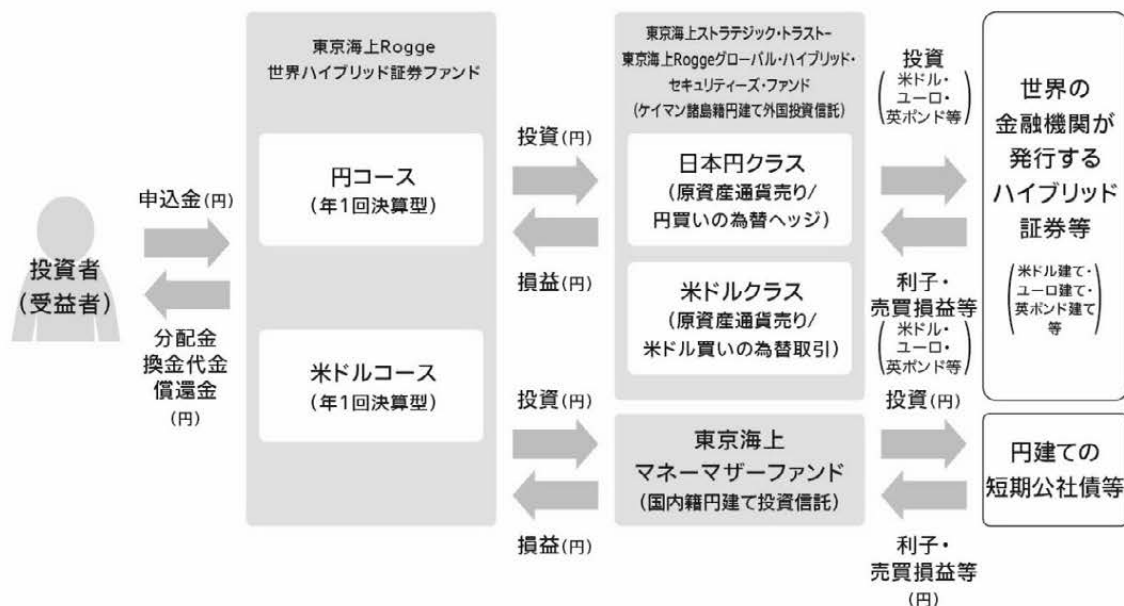 投資者
(受益者)
申込金(円)
分配金
換金代金
償還金
(円)
東京海上Rogge
世界ハイブリッド証券ファンド
円コース
(年1回決算型)
米ドルコース
(年1回決算型)
投資(円)
損益(円)
投資(円)
損益(円)
東京海上ストラテジック・トラスト-
東京海上Roggeグローバル・ハイブリッド・
セキュリティーズ・ファンド
(ケイマン諸島籍円建て外国投資信託)
日本円クラス
(原資産通貨売り/
円買いの為替ヘッジ)
米ドルクラス
(原資産通貨売り/
米ドル買いの為替取引)
東京海上
マネーマザーファンド
(国内籍円建て投資信託)
投資
(米ドル・
ユーロ・
英ポンド等)
利子・
売買損益等
(米ドル・
ユーロ・
英ポンド等)
投資(円)
利子・
売買損益等
(円)
世界の
金融機関が
発行する
ハイブリッド
証券等
(米ドル建て・
ユーロ建て・
英ポンド建て
等)
円建ての
短期公社債等